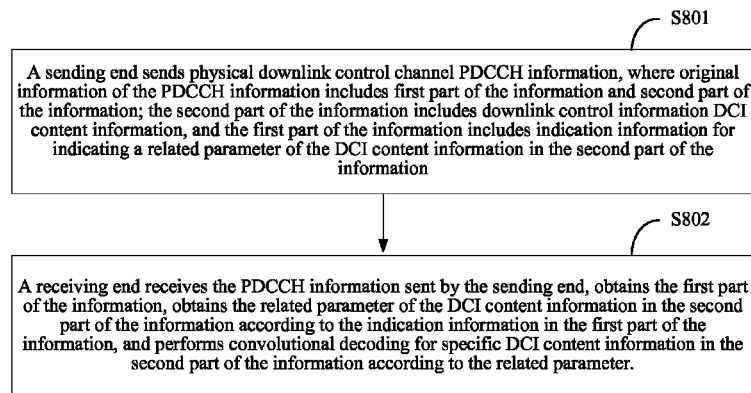 S801
A sending end sends physical downlink control channel PDCCH information, where original
information of the PDCCH information includes first part of the information and second part of
the information; the second part of the information includes downlink control information DCI
content information, and the first part of the information includes indication information for
indicating a related parameter of the DCI content information in the second part of the
information
S802
A receiving end receives the PDCCH information sent by the sending end, obtains the first part
of the information, obtains the related parameter of the DCI content information in the second
part of the information according to the indication information in the first part of the
information, and performs convolutional decoding for specific DCI content information in the
second part of the information according to the related parameter.